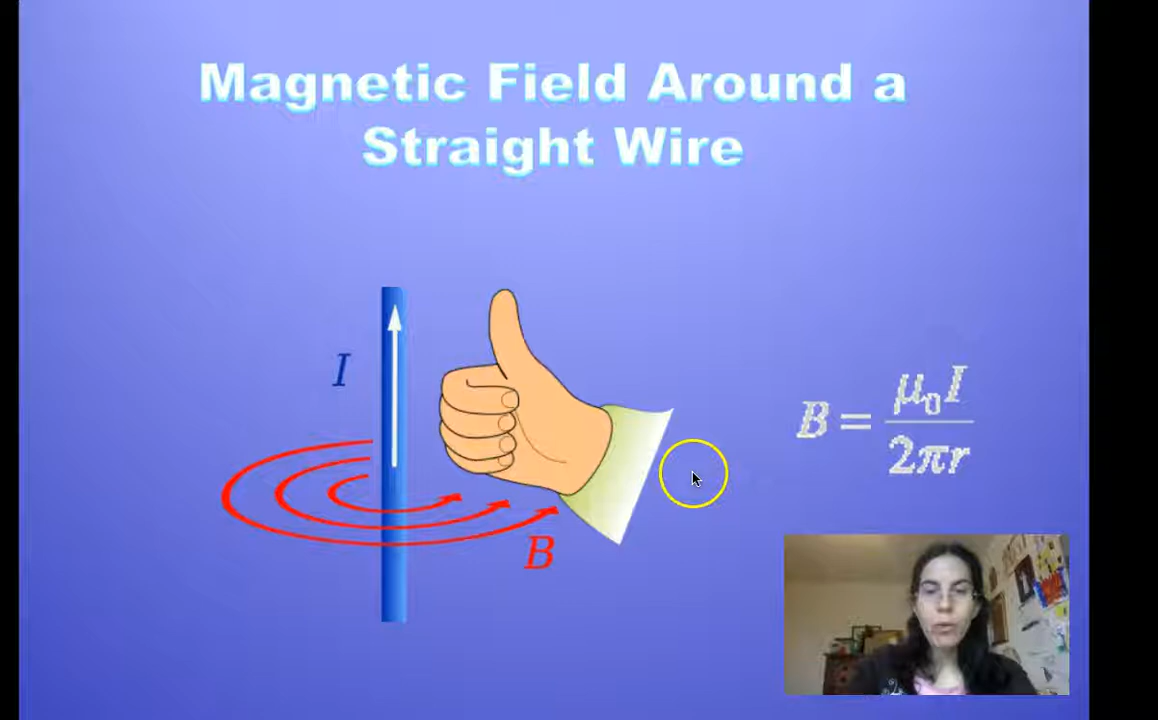 Magnetic Field Around a
Straight Wire
I
B
B = μ₀I / 2πr